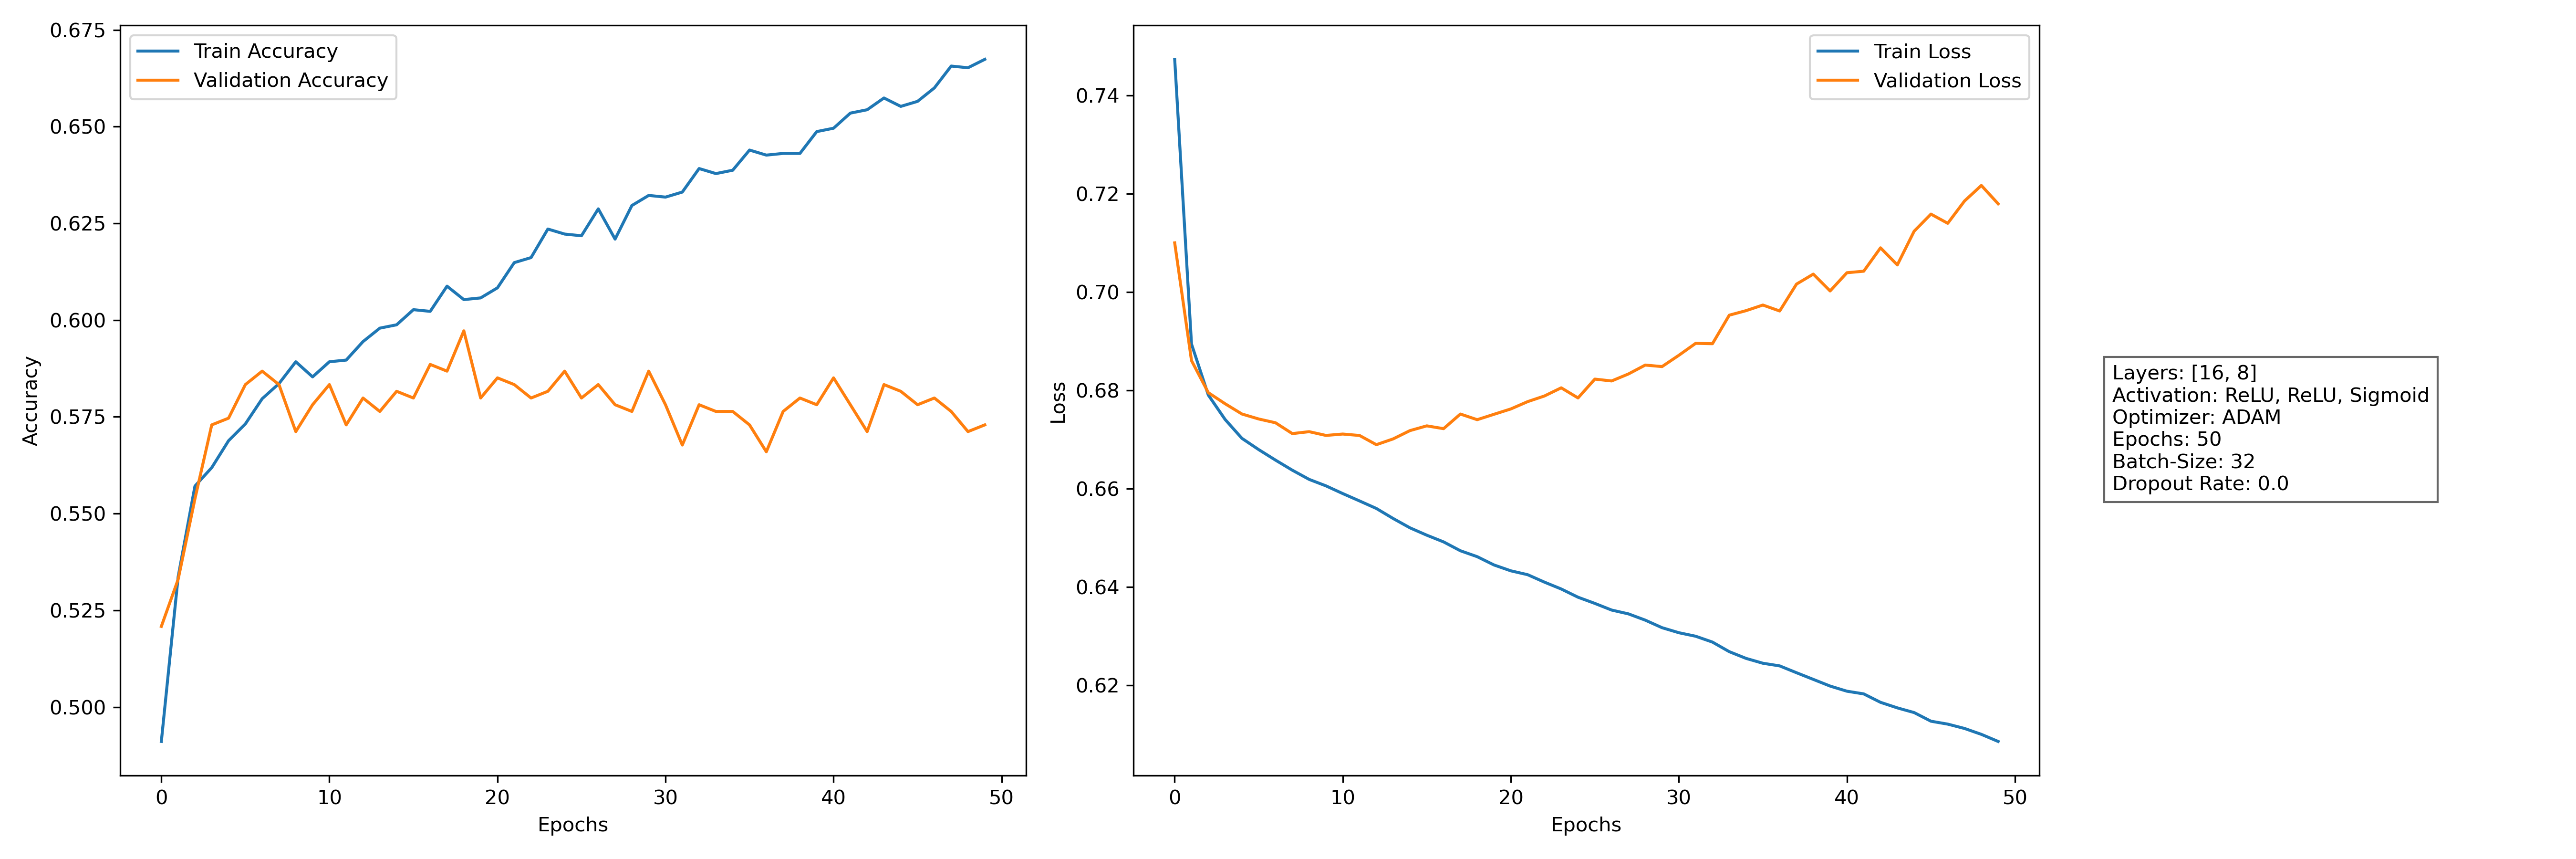 Train Accuracy
Validation Accuracy
0.675
0.650
0.625
0.600
0.575
0.550
0.525
0.500
Accuracy
0
10
20
30
40
50
Epochs
Train Loss
Validation Loss
0.74
0.72
0.70
0.68
0.66
0.64
0.62
Loss
0
10
20
30
40
50
Epochs
Layers: [16, 8]
Activation: ReLU, ReLU, Sigmoid
Optimizer: ADAM
Epochs: 50
Batch-Size: 32
Dropout Rate: 0.0